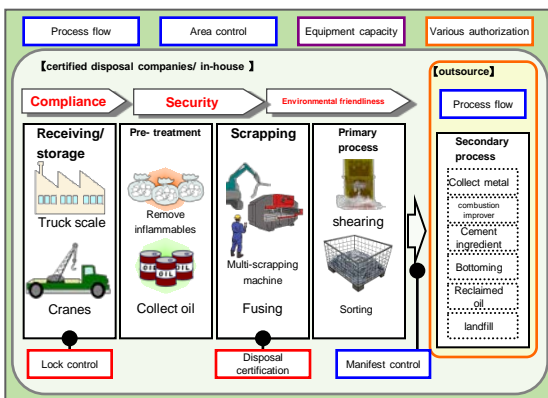 Process flow
Area control
Equipment capacity
Various authorization
【certified disposal companies/ in-house 】
【outsource】
Compliance
Security
Environmental friendliness
Process flow
Receiving/
storage
Truck scale
Cranes
Pre- treatment
Remove
inflammables
OIL OIL
OIL
Collect oil
Scrapping
Multi-scrapping
machine
Fusing
Primary
process
shearing
Sorting
Secondary
process
Collect metal
combustion
improver
Cement
ingredient
Bottoming
Reclaimed
oil
landfill
Lock control
Disposal
certification
Manifest control